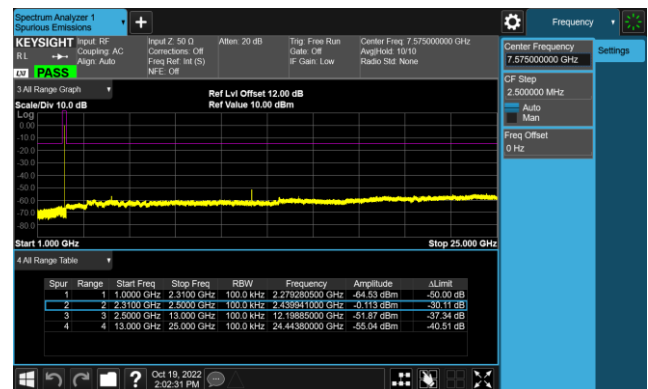 Spectrum Analyzer 1
Spurious Emissions
Frequency
KEYSIGHT Input: RF Input Z: 50 Ω Atten: 20 dB Trig: Free Run Center Freq: 7.575000000 GHz
RL Coupling: AC Corrections: Off Gate: Off Avg|Hold: 10/10
Align: Auto Freq Ref: Int (S) IF Gain: Low Radio Std: None
LXI PASS NFE: Off
Center Frequency
7.575000000 GHz
Settings
CF Step
2.500000 MHz
Auto
Man
Freq Offset
0 Hz
3 All Range Graph
Ref Lvl Offset 12.00 dB
Scale/Div 10.0 dB Ref Value 10.00 dBm
Log
0.00
-10.0
-20.0
-30.0
-40.0
-50.0
-60.0
-70.0
-80.0
Start 1.000 GHz Stop 25.000 GHz
4 All Range Table
Spur Range Start Freq Stop Freq RBW Frequency Amplitude ΔLimit
1 1 1.0000 GHz 2.3100 GHz 100.0 kHz 2.279280500 GHz -64.53 dBm -50.00 dB
2 2 2.3100 GHz 2.5000 GHz 100.0 kHz 2.439941000 GHz -0.113 dBm -30.11 dB
3 3 2.5000 GHz 13.000 GHz 100.0 kHz 12.19885000 GHz -51.87 dBm -37.34 dB
4 4 13.000 GHz 25.000 GHz 100.0 kHz 24.44380000 GHz -55.04 dBm -40.51 dB
Oct 19, 2022
2:02:31 PM